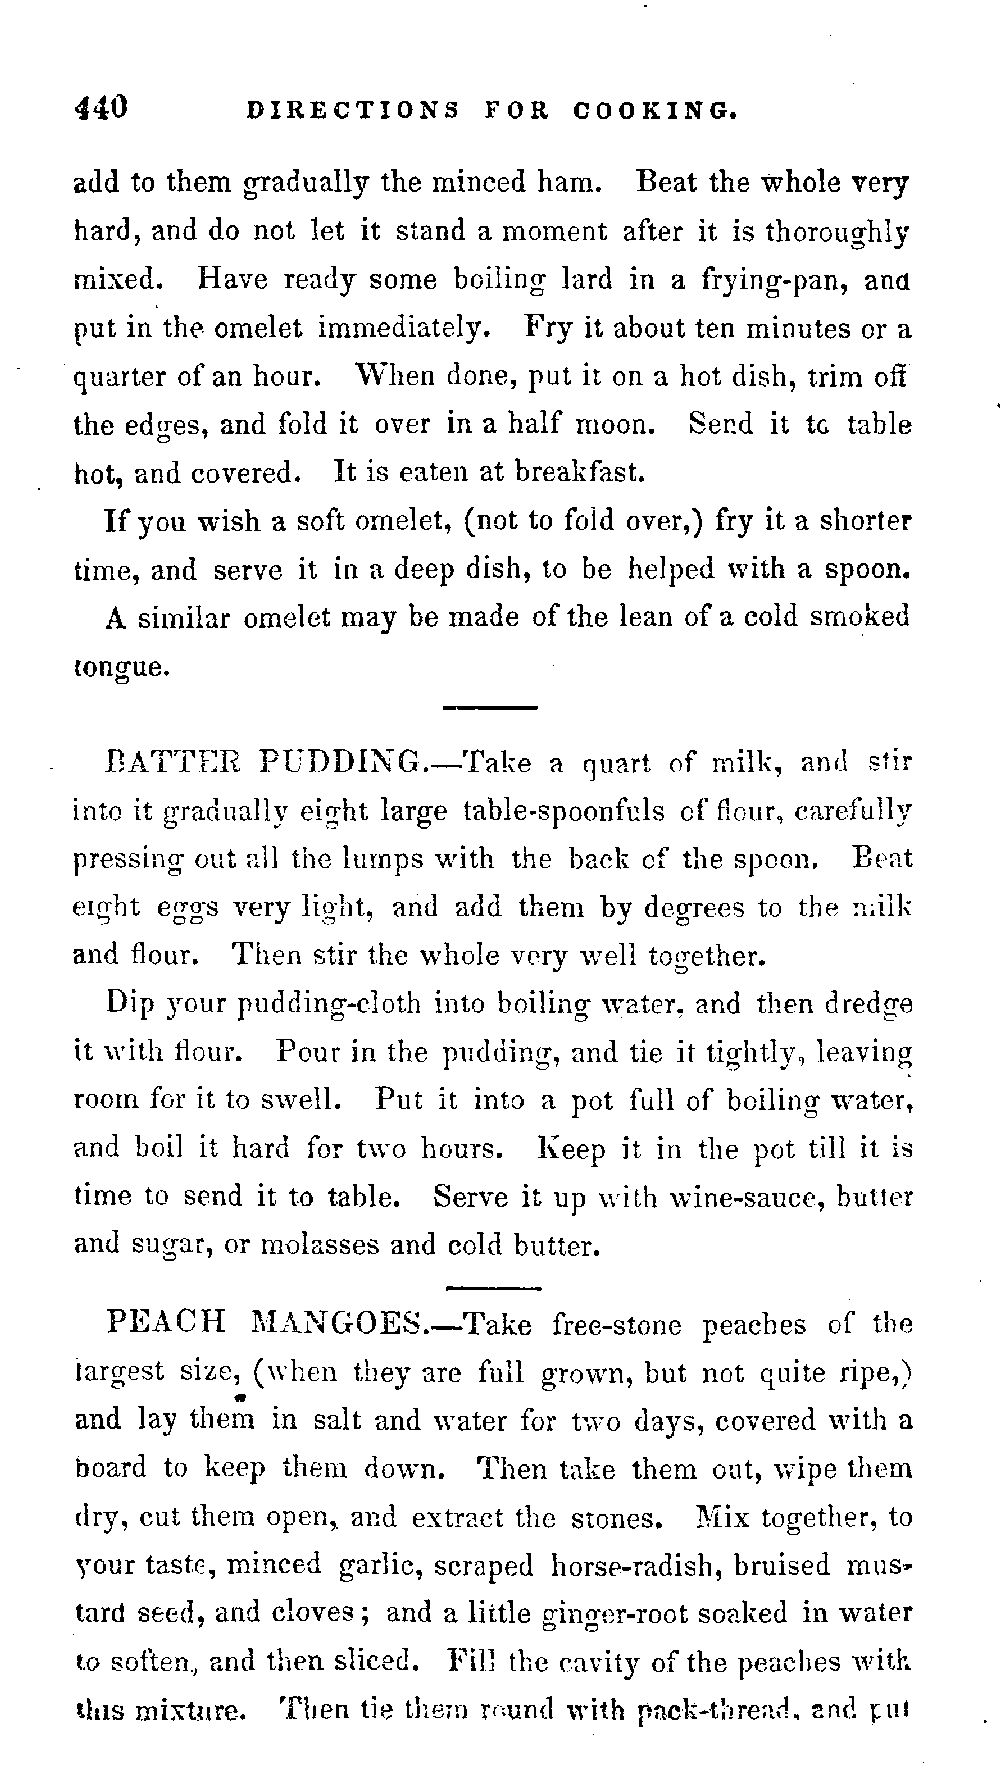 440 DIRECTIONS FOR COOKING.
add to them gradually the minced ham. Beat the whole very
hard, and do not let it stand a moment after it is thoroughly
mixed. Have ready some boiling lard in a frying-pan, and
put in the omelet immediately. Fry it about ten minutes or a
quarter of an hour. When done, put it on a hot dish, trim off
the edges, and fold it over in a half moon. Send it to table
hot, and covered. It is eaten at breakfast.
If you wish a soft omelet, (not to fold over,) fry it a shorter
time, and serve it in a deep dish, to be helped with a spoon.
A similar omelet may be made of the lean of a cold smoked
tongue.
BATTER PUDDING.—Take a quart of milk, and stir
into it gradually eight large table-spoonfuls of flour, carefully
pressing out all the lumps with the back of the spoon. Beat
eight eggs very light, and add them by degrees to the milk
and flour. Then stir the whole very well together.
Dip your pudding-cloth into boiling water, and then dredge
it with flour. Pour in the pudding, and tie it tightly, leaving
room for it to swell. Put it into a pot full of boiling water,
and boil it hard for two hours. Keep it in the pot till it is
time to send it to table. Serve it up with wine-sauce, butter
and sugar, or molasses and cold butter.
PEACH MANGOES.—Take free-stone peaches of the
largest size, (when they are full grown, but not quite ripe,)
and lay them in salt and water for two days, covered with a
board to keep them down. Then take them out, wipe them
dry, cut them open, and extract the stones. Mix together, to
your taste, minced garlic, scraped horse-radish, bruised mus-
tard seed, and cloves; and a little ginger-root soaked in water
to soften, and then sliced. Fill the cavity of the peaches with
this mixture. Then tie them round with pack-thread, and put